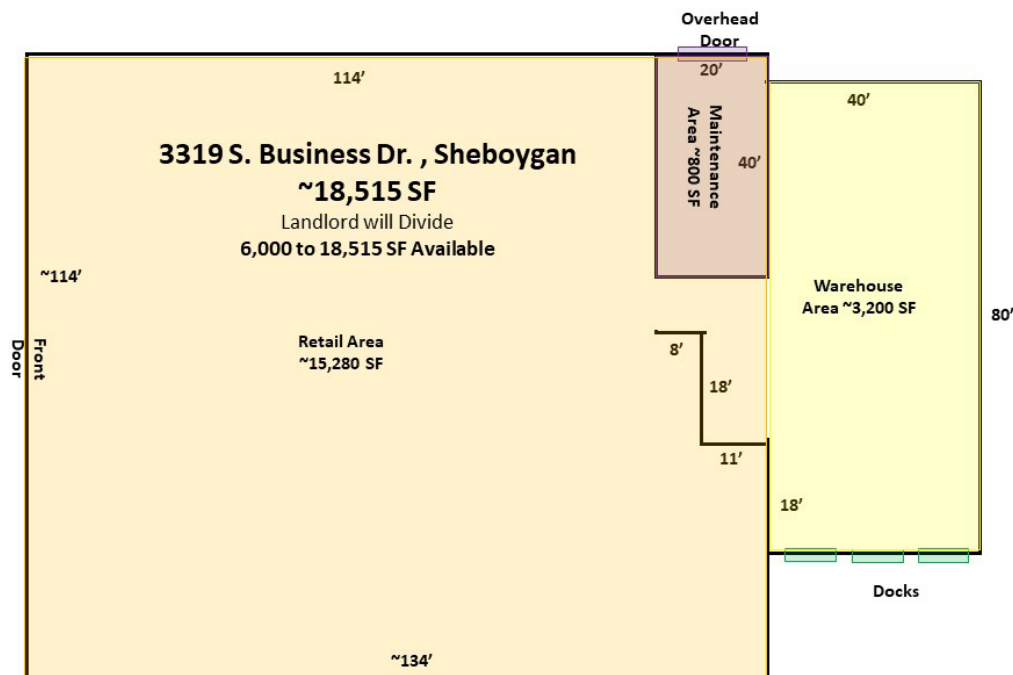 Overhead
Door
114’
20’
40’
3319 S. Business Dr. , Sheboygan
~18,515 SF
Landlord will Divide
6,000 to 18,515 SF Available
Maintenance
Area ~800 SF
40’
~114’
Warehouse
Area ~3,200 SF
80’
Front
Door
Retail Area
~15,280 SF
8’
18’
11’
18’
Docks
~134’